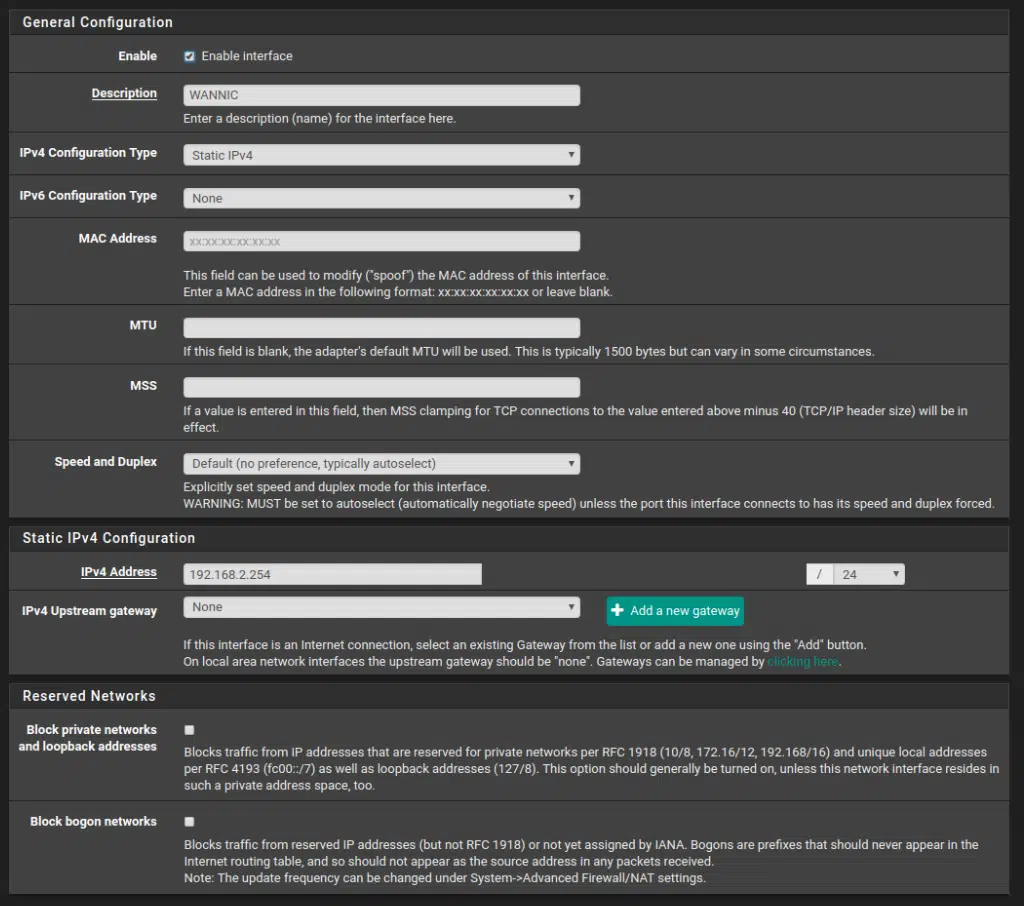 General Configuration
Enable
Enable interface
Description
WANNIC
Enter a description (name) for the interface here.
IPv4 Configuration Type
Static IPv4
IPv6 Configuration Type
None
MAC Address
xx:xx:xx:xx:xx:xx
This field can be used to modify ("spoof") the MAC address of this interface.
Enter a MAC address in the following format: xx:xx:xx:xx:xx:xx or leave blank.
MTU
If this field is blank, the adapter's default MTU will be used. This is typically 1500 bytes but can vary in some circumstances.
MSS
If a value is entered in this field, then MSS clamping for TCP connections to the value entered above minus 40 (TCP/IP header size) will be in
effect.
Speed and Duplex
Default (no preference, typically autoselect)
Explicitly set speed and duplex mode for this interface.
WARNING: MUST be set to autoselect (automatically negotiate speed) unless the port this interface connects to has its speed and duplex forced.
Static IPv4 Configuration
IPv4 Address
192.168.2.254
/ 24
IPv4 Upstream gateway
None
+ Add a new gateway
If this interface is an Internet connection, select an existing Gateway from the list or add a new one using the "Add" button.
On local area network interfaces the upstream gateway should be "none". Gateways can be managed by clicking here.
Reserved Networks
Block private networks
and loopback addresses
Blocks traffic from IP addresses that are reserved for private networks per RFC 1918 (10/8, 172.16/12, 192.168/16) and unique local addresses
per RFC 4193 (fc00::/7) as well as loopback addresses (127/8). This option should generally be turned on, unless this network interface resides in
such a private address space, too.
Block bogon networks
Blocks traffic from reserved IP addresses (but not RFC 1918) or not yet assigned by IANA. Bogons are prefixes that should never appear in the
Internet routing table, and so should not appear as the source address in any packets received.
Note: The update frequency can be changed under System->Advanced Firewall/NAT settings.